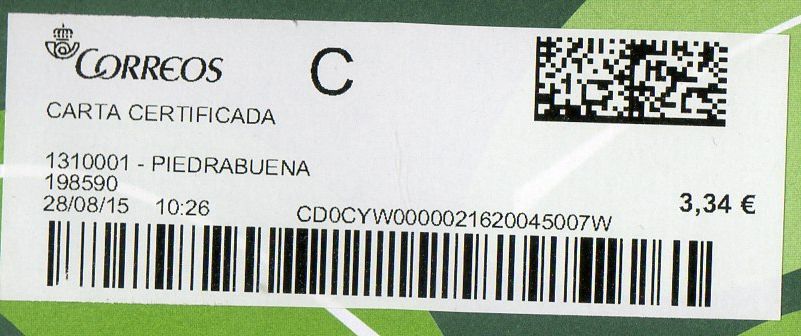 CORREOS
C
CARTA CERTIFICADA
1310001 - PIEDRABUENA
198590
28/08/15 10:26
CD0CYW0000021620045007W
3,34 €